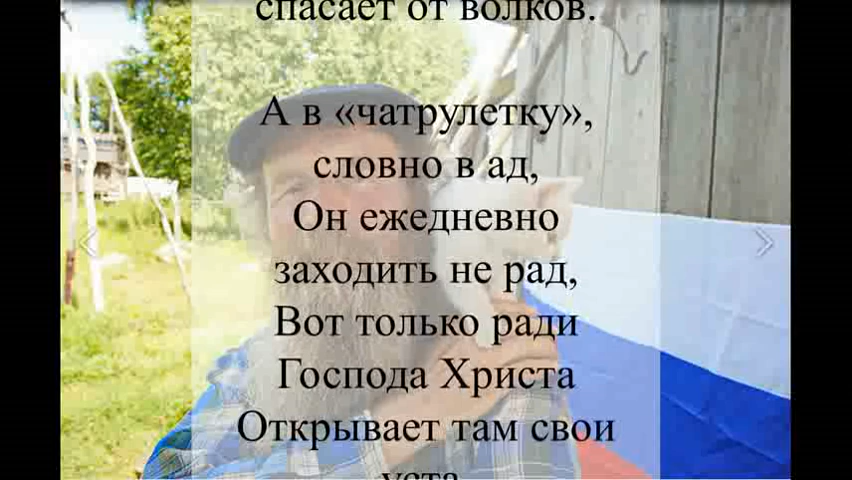 спасает от волков.
А в «чатрулетку»,
словно в ад,
Он ежедневно
заходить не рад,
Вот только ради
Господа Христа
Открывает там свои
уста